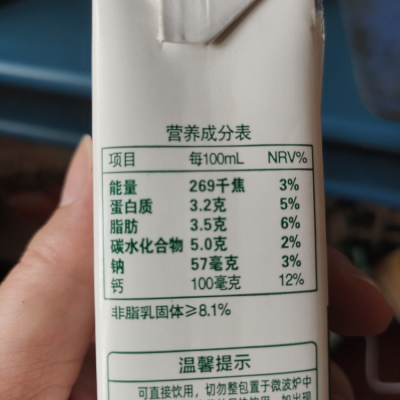 营养成分表
项目 每100mL NRV%
能量 269千焦 3%
蛋白质 3.2克 5%
脂肪 3.5克 6%
碳水化合物 5.0克 2%
钠 57毫克 3%
钙 100毫克 12%
非脂乳固体≥8.1%
温馨提示
可直接饮用，切勿整包置于微波炉中